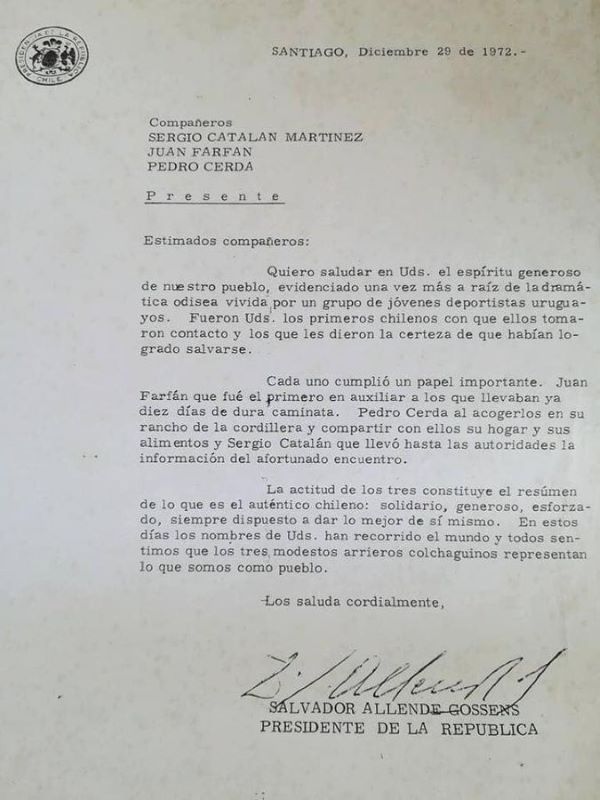 PRESIDENCIA DE LA REPUBLICA
CHILE
SANTIAGO, Diciembre 29 de 1972.-
Compañeros
SERGIO CATALAN MARTINEZ
JUAN FARFAN
PEDRO CERDA
P r e s e n t e
Estimados compañeros:
Quiero saludar en Uds. el espíritu generoso
de nuestro pueblo, evidenciado una vez más a raíz de ladramá-
tica odisea vivida por un grupo de jóvenes deportistas urugua-
yos. Fueron Uds. los primeros chilenos con que ellos toma-
ron contacto y los que les dieron la certeza de que habían lo-
grado salvarse.
Cada uno cumplió un papel importante. Juan
Farfán que fué el primero en auxiliar a los que llevaban ya
diez días de dura caminata. Pedro Cerda al acogerlos en su
rancho de la cordillera y compartir con ellos su hogar y sus
alimentos y Sergio Catalán que llevó hasta las autoridades la
información del afortunado encuentro.
La actitud de los tres constituye el resúmen
de lo que es el auténtico chileno: solidario, generoso, esforza-
do, siempre dispuesto a dar lo mejor de sí mismo. En estos
días los nombres de Uds. han recorrido el mundo y todos sen-
timos que los tres modestos arrieros colchaguinos representan
lo que somos como pueblo.
-Los saluda cordialmente,
SALVADOR ALLENDE GOSSENS
PRESIDENTE DE LA REPUBLICA